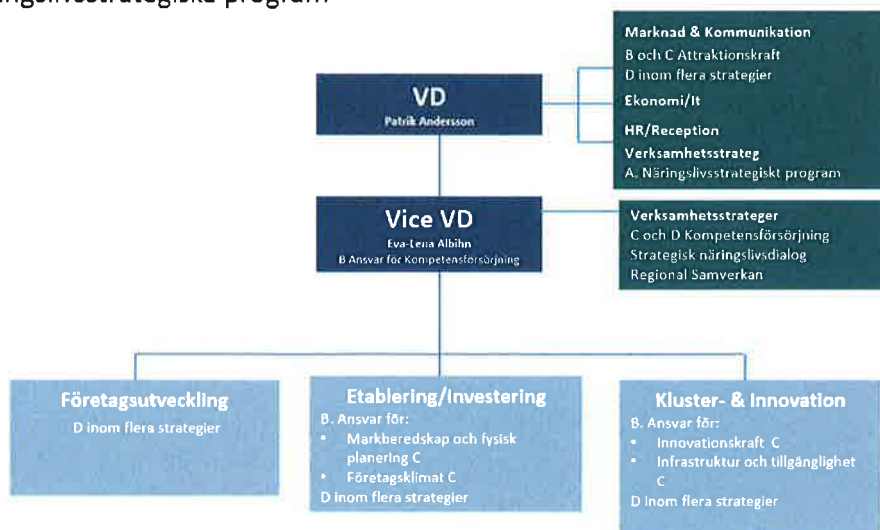 strategiska program
VD
Patrik Andersson
Marknad & Kommunikation
B och C Attraktionskraft
D inom flera strategier
Ekonomi/It
HR/Reception
Verksamhetsstrateg
A. Näringslivsstrategiskt program
Vice VD
Eva-Lena Albihn
B Ansvar för Kompetensförsörjning
Verksamhetsstrateger
C och D Kompetensförsörjning
Strategisk näringslivsdialog
Regional Samverkan
Företagsutveckling
D inom flera strategier
Etablering/Investering
B. Ansvar för:
• Markberedskap och fysisk
planering C
• Företagsklimat C
D inom flera strategier
Kluster- & Innovation
B. Ansvar för:
• Innovationskraft C
• Infrastruktur och tillgänglighet
C
D inom flera strategier